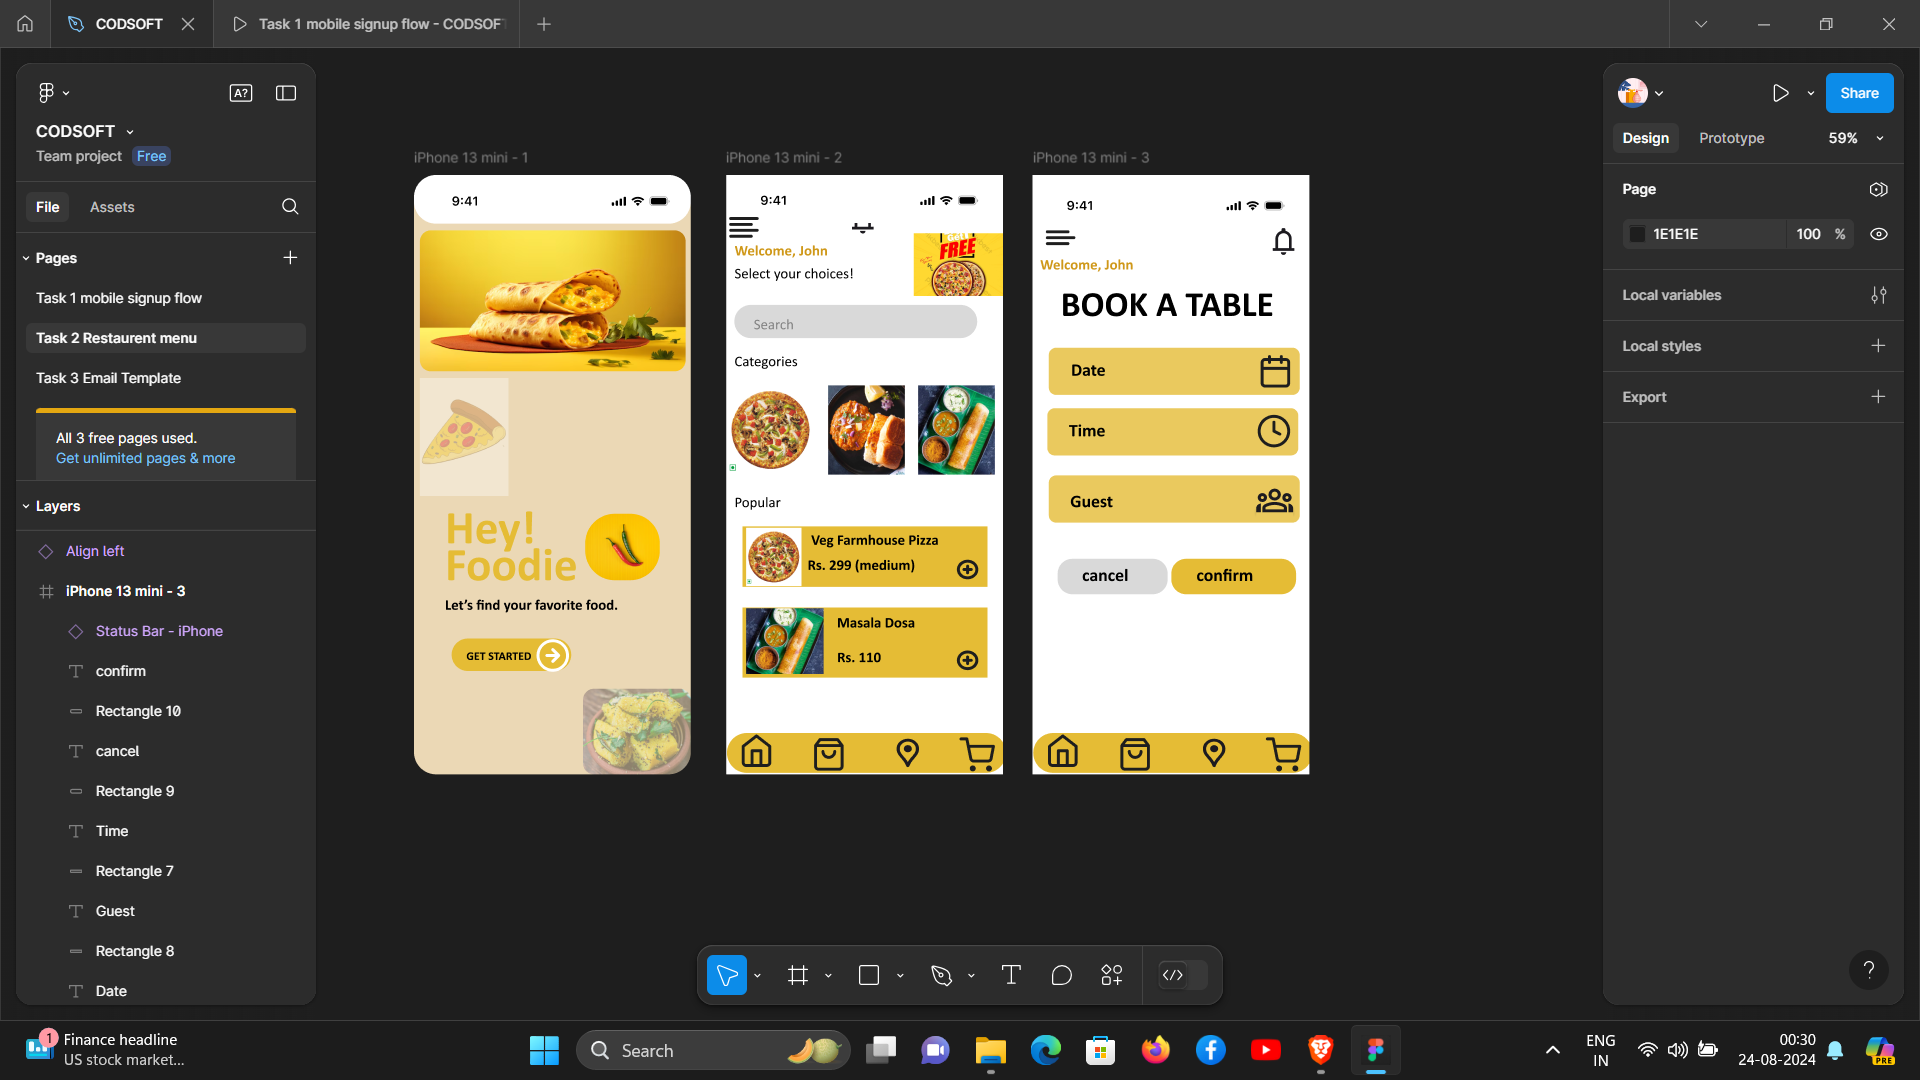 CODSOFT
Task 1 mobile signup flow - CODSOF
A?
CODSOFT
Team project Free
File Assets
Pages
Task 1 mobile signup flow
Task 2 Restaurent menu
Task 3 Email Template
All 3 free pages used.
Get unlimited pages & more
Layers
Align left
iPhone 13 mini - 3
Status Bar - iPhone
confirm
Rectangle 10
cancel
Rectangle 9
Time
Rectangle 7
Guest
Rectangle 8
Date
iPhone 13 mini - 1
9:41
Hey!
Foodie
Let's find your favorite food.
GET STARTED
iPhone 13 mini - 2
9:41
Welcome, John
Select your choices!
FREE
Search
Categories
Popular
Veg Farmhouse Pizza
Rs. 299 (medium)
Masala Dosa
Rs. 110
iPhone 13 mini - 3
9:41
Welcome, John
BOOK A TABLE
Date
Time
Guest
cancel
confirm
Share
Design Prototype 59%
Page
1E1E1E 100 %
Local variables
Local styles
Export
?
1
Finance headline
US stock market...
Search
ENG
IN
00:30
24-08-2024
PRE